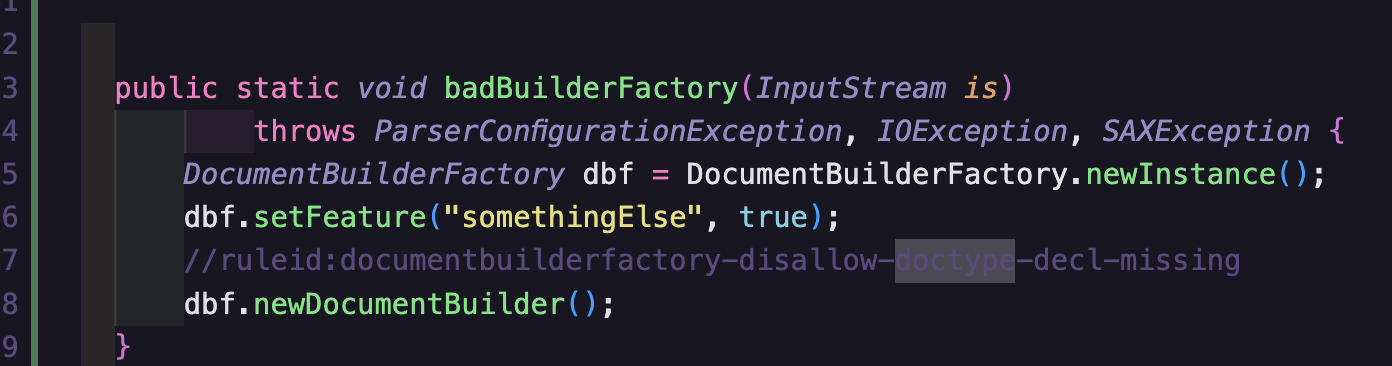 1
2
3 public static void badBuilderFactory(InputStream is)
4 throws ParserConfigurationException, IOException, SAXException {
5 DocumentBuilderFactory dbf = DocumentBuilderFactory.newInstance();
6 dbf.setFeature("somethingElse", true);
7 //ruleid:documentbuilderfactory-disallow-doctype-decl-missing
8 dbf.newDocumentBuilder();
9 }